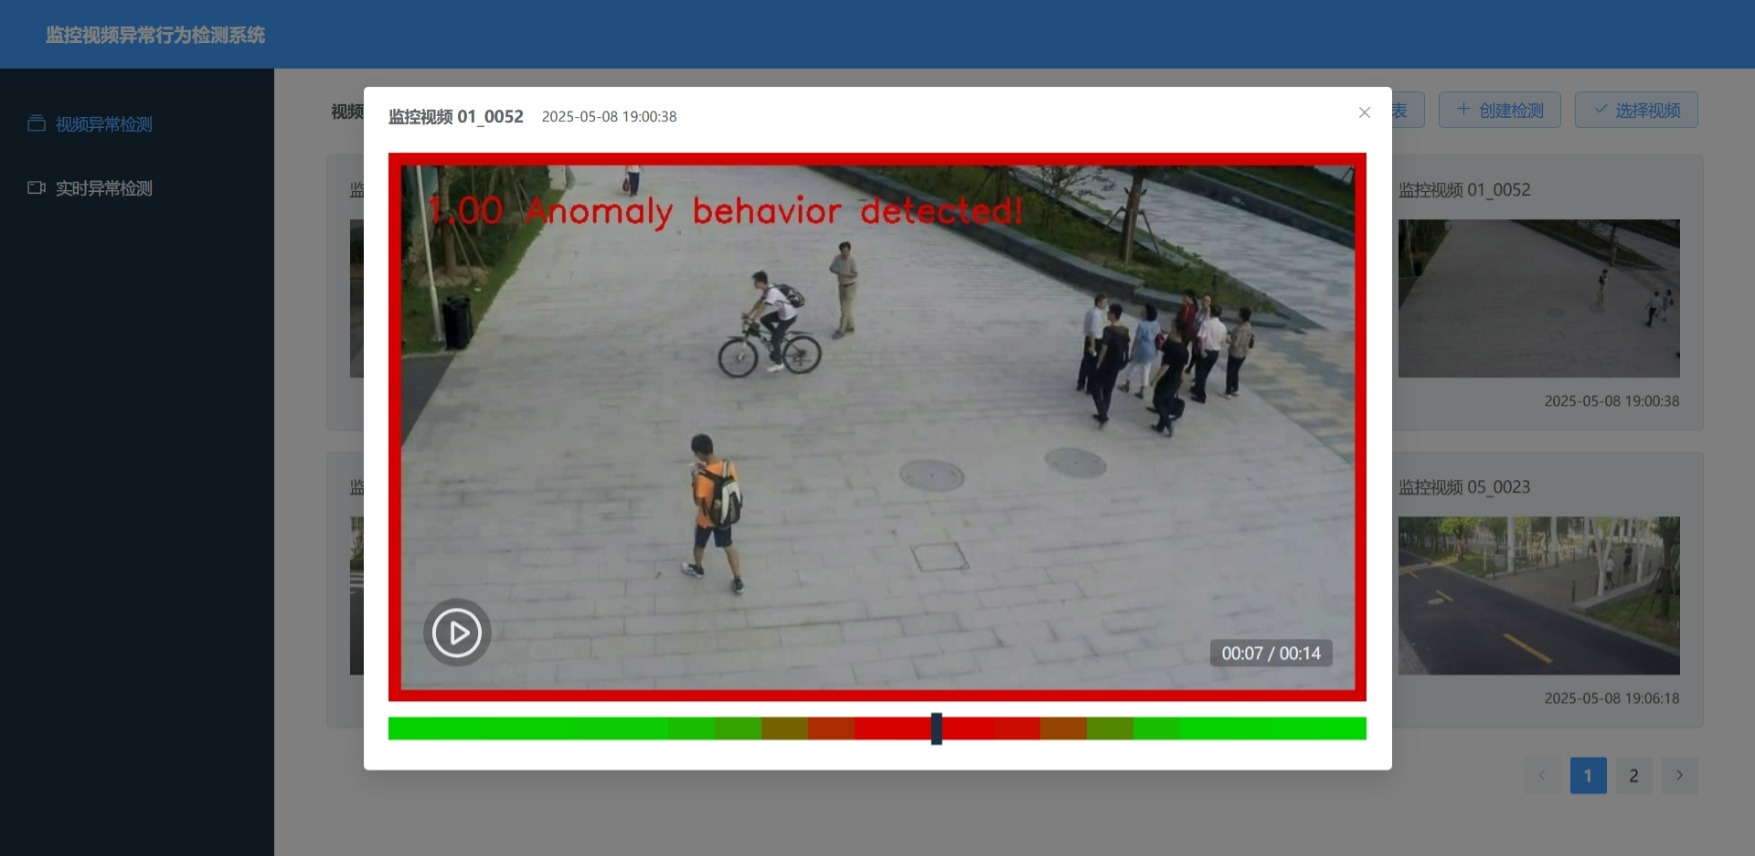 监控视频异常行为检测系统
视频异常检测
实时异常检测
视频
表
创建检测
选择视频
监控视频 01_0052 2025-05-08 19:00:38
1.00 Anomaly behavior detected!
00:07 / 00:14
监
监控视频 01_0052
2025-05-08 19:00:38
监
监控视频 05_0023
2025-05-08 19:06:18
1
2